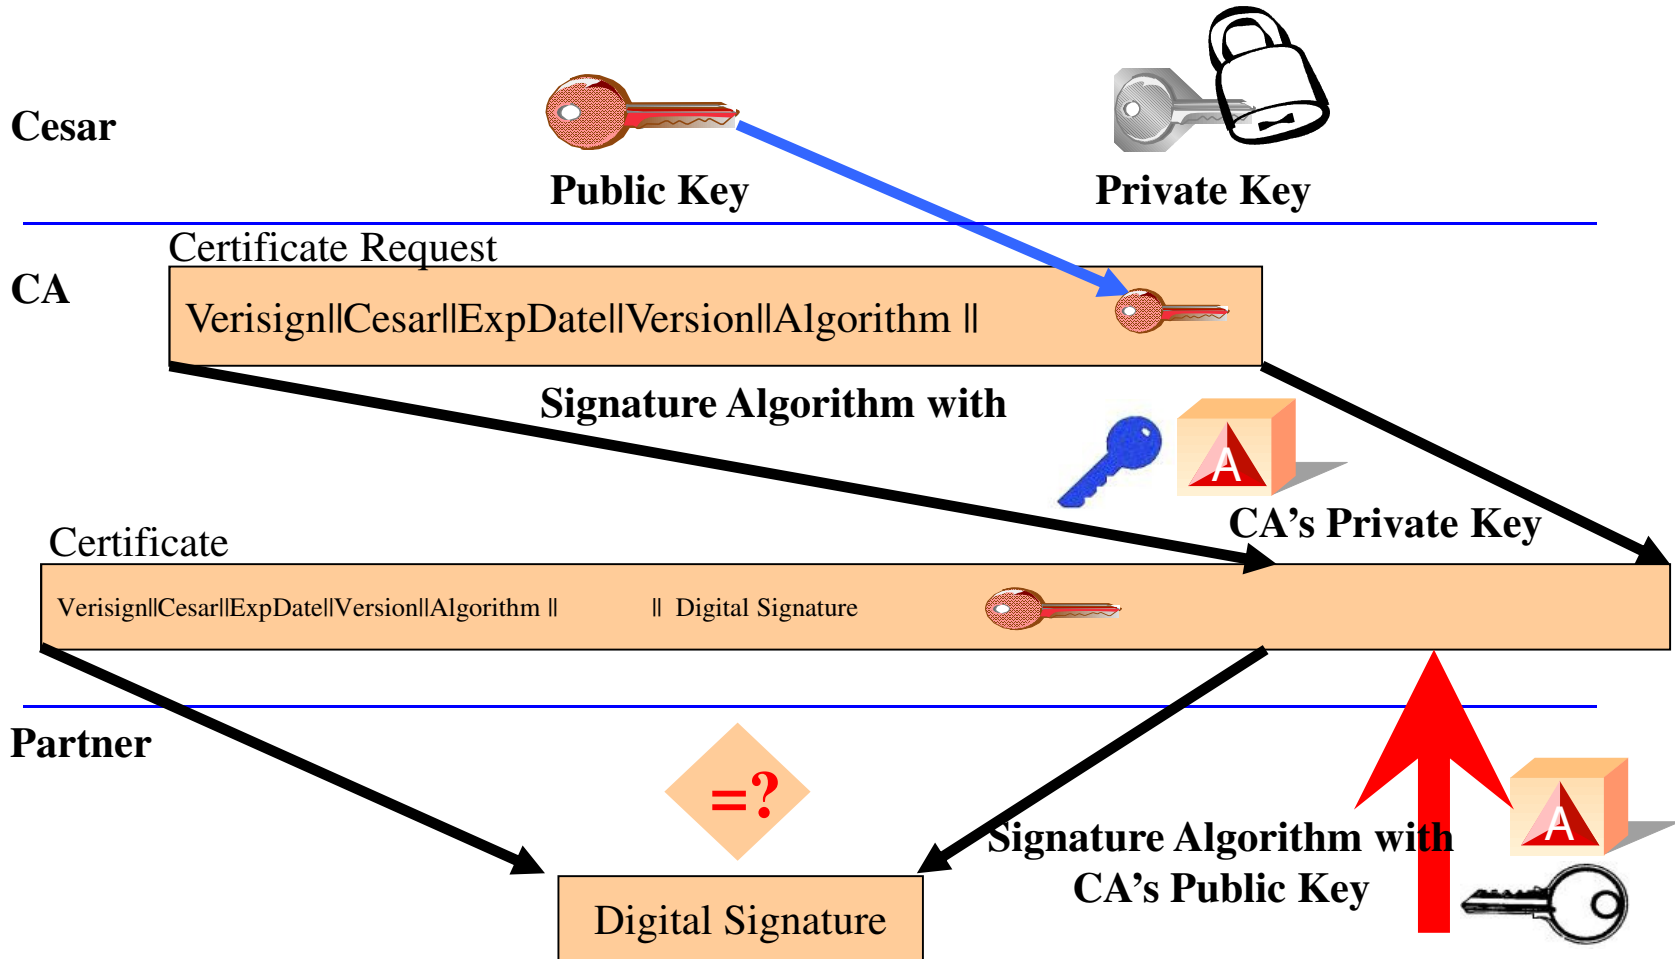 Cesar
Public Key
Private Key
Certificate Request
CA
Verisign||Cesar||ExpDate||Version||Algorithm ||
Signature Algorithm with
A
CA’s Private Key
Certificate
Verisign||Cesar||ExpDate||Version||Algorithm || || Digital Signature
Partner
=?
A
Signature Algorithm with
CA’s Public Key
Digital Signature